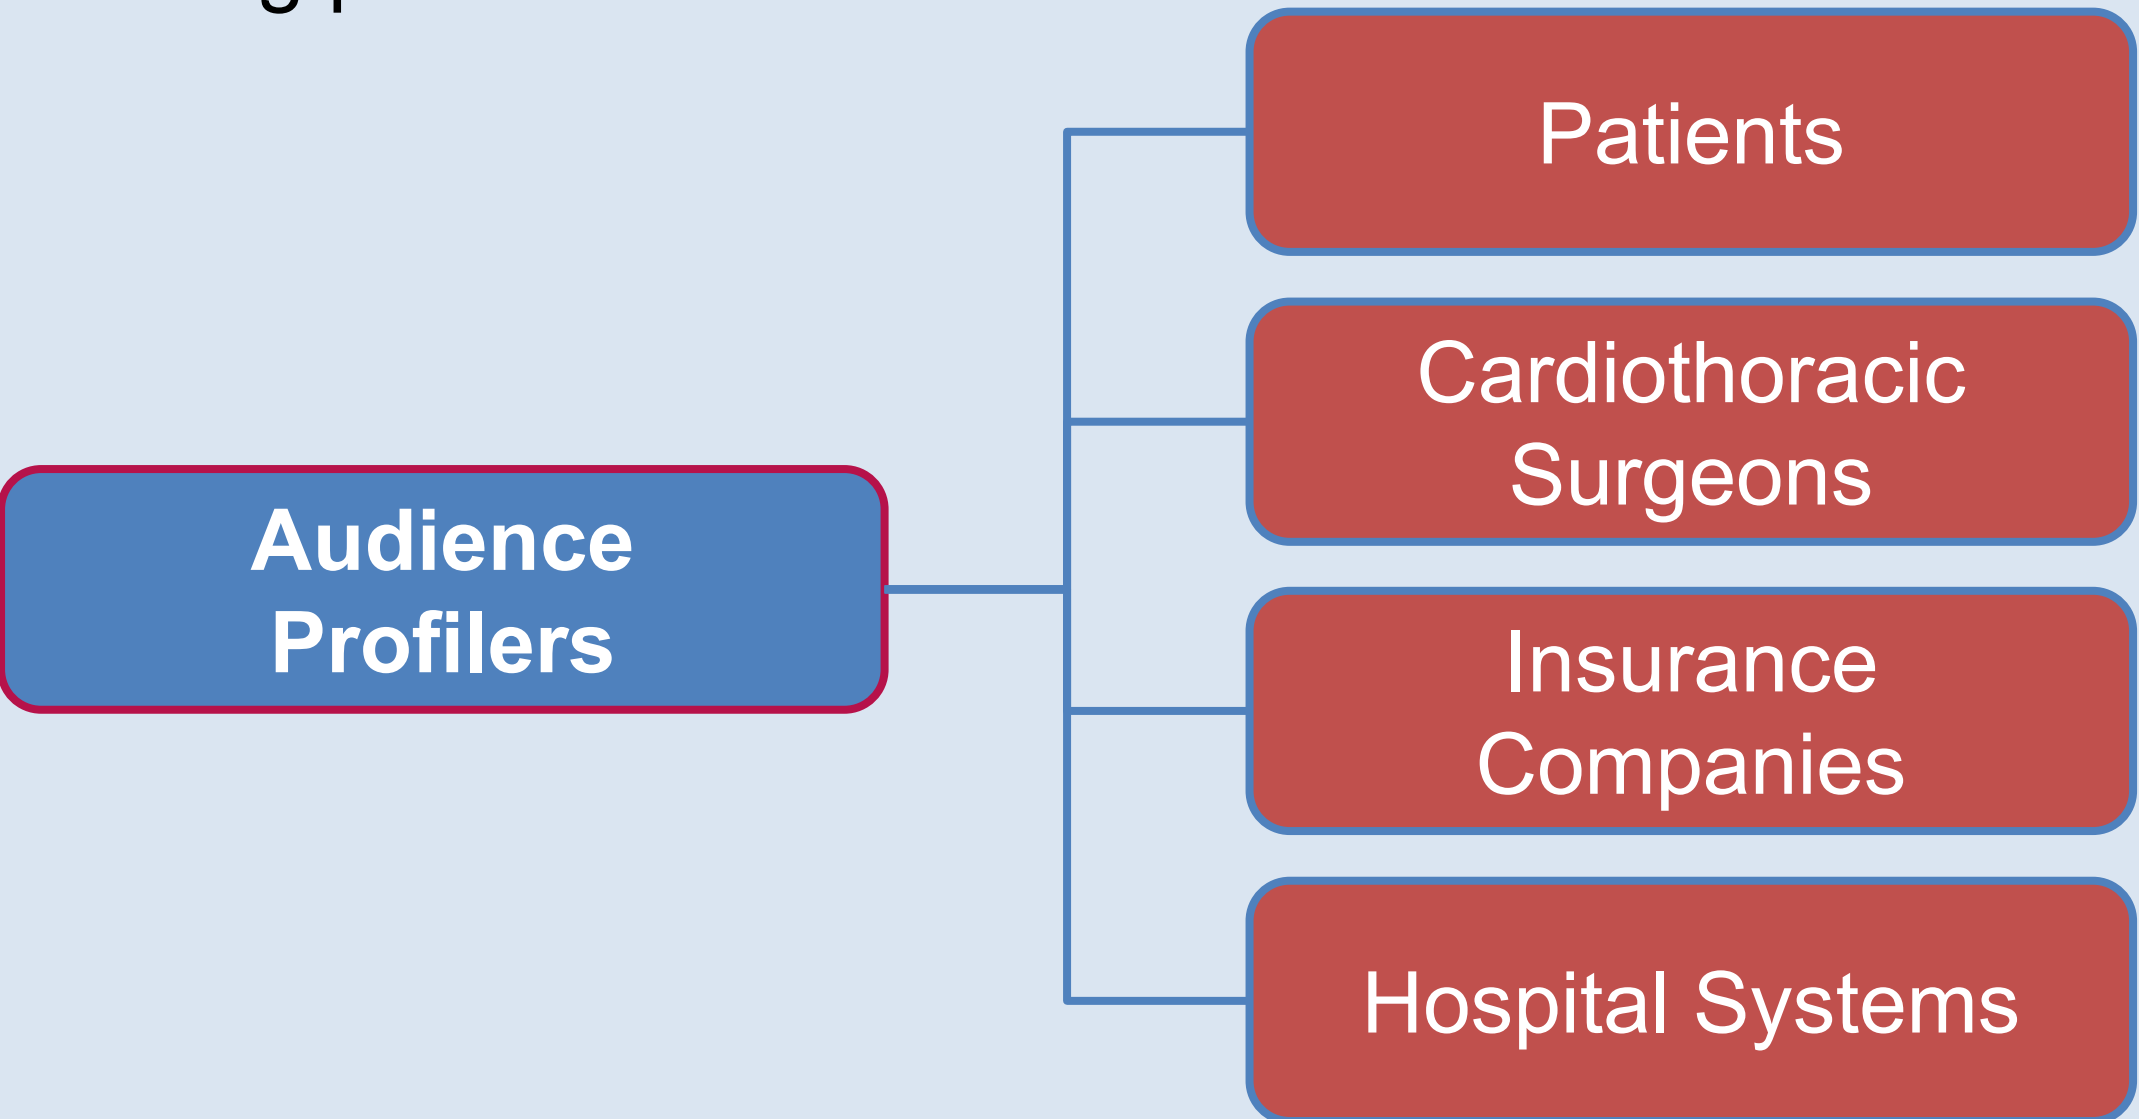 Patients
Cardiothoracic
Surgeons
Audience
Profilers
Insurance
Companies
Hospital Systems